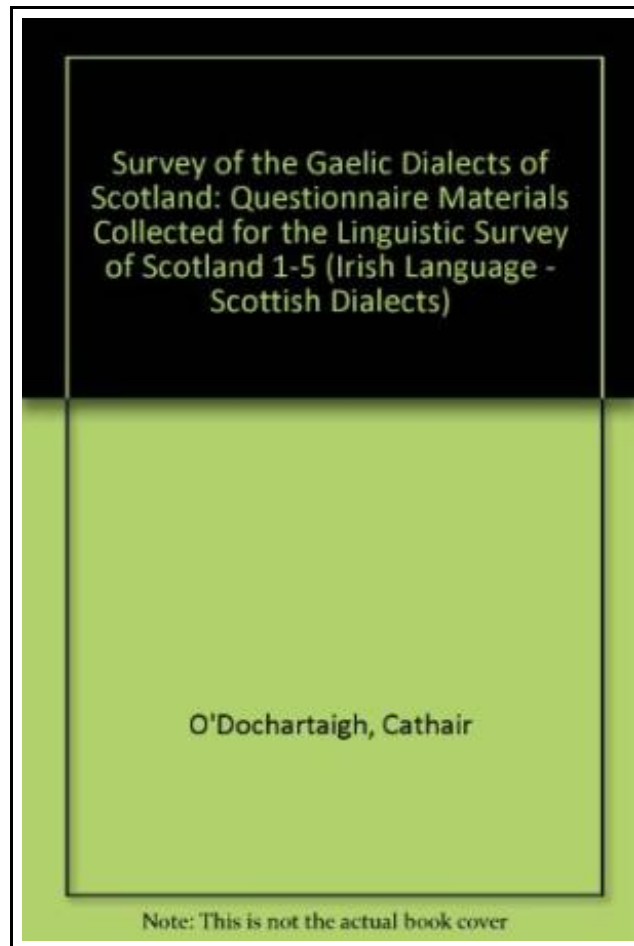 Survey of the Gaelic Dialects of
Scotland: Questionnaire Materials
Collected for the Linguistic Survey
of Scotland 1-5 (Irish Language -
Scottish Dialects)
O'Dochartaigh, Cathair
Note: This is not the actual book cover